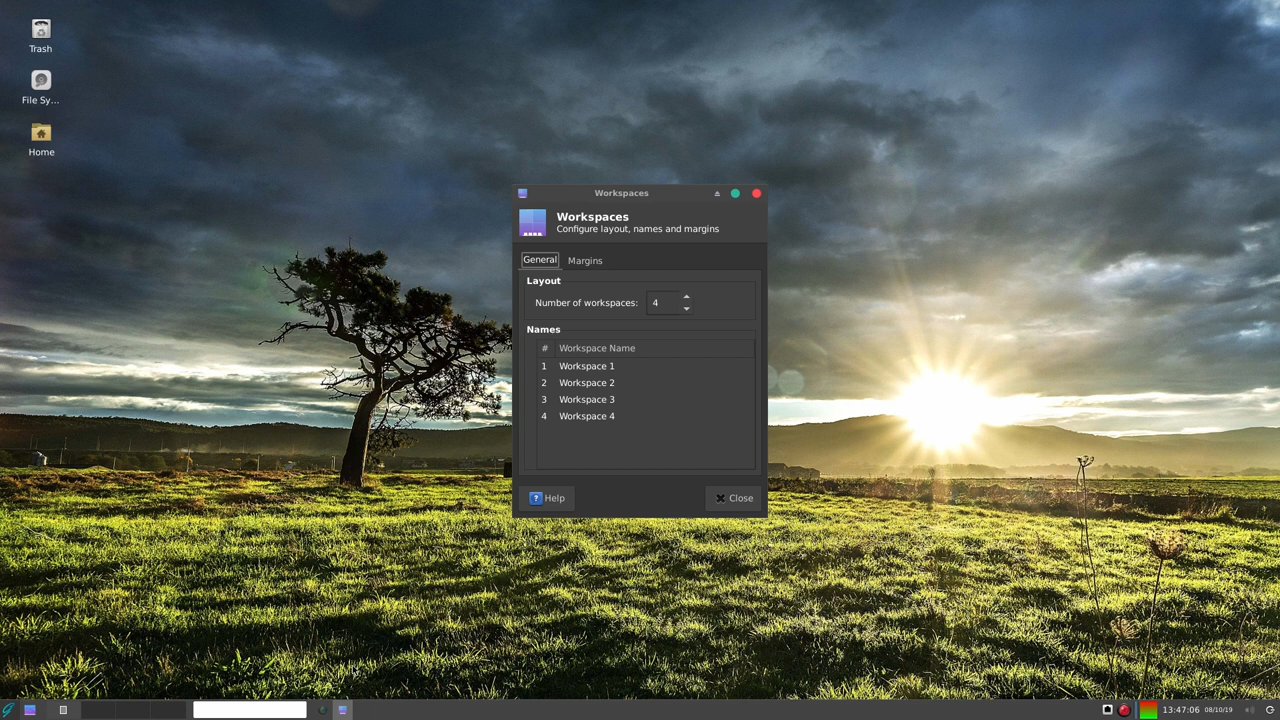 Trash
File Sy...
Home
Workspaces
Workspaces
Configure layout, names and margins
General Margins
Layout
Number of workspaces: 4
Names
# Workspace Name
1 Workspace 1
2 Workspace 2
3 Workspace 3
4 Workspace 4
? Help
Close
13:47:06 08/10/19